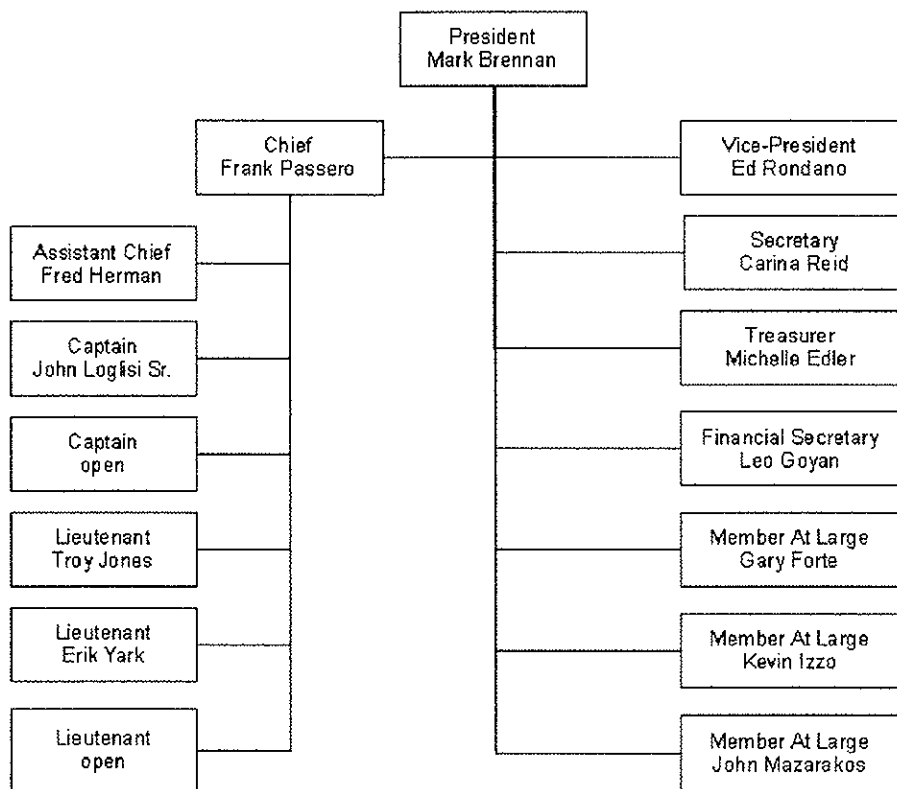 President
Mark Brennan
Chief
Frank Passero
Vice-President
Ed Rondano
Assistant Chief
Fred Herman
Secretary
Carina Reid
Captain
John Loglisi Sr.
Treasurer
Michelle Edler
Captain
open
Financial Secretary
Leo Goyan
Lieutenant
Troy Jones
Member At Large
Gary Forte
Lieutenant
Erik Yark
Member At Large
Kevin Izzo
Lieutenant
open
Member At Large
John Mazarakos